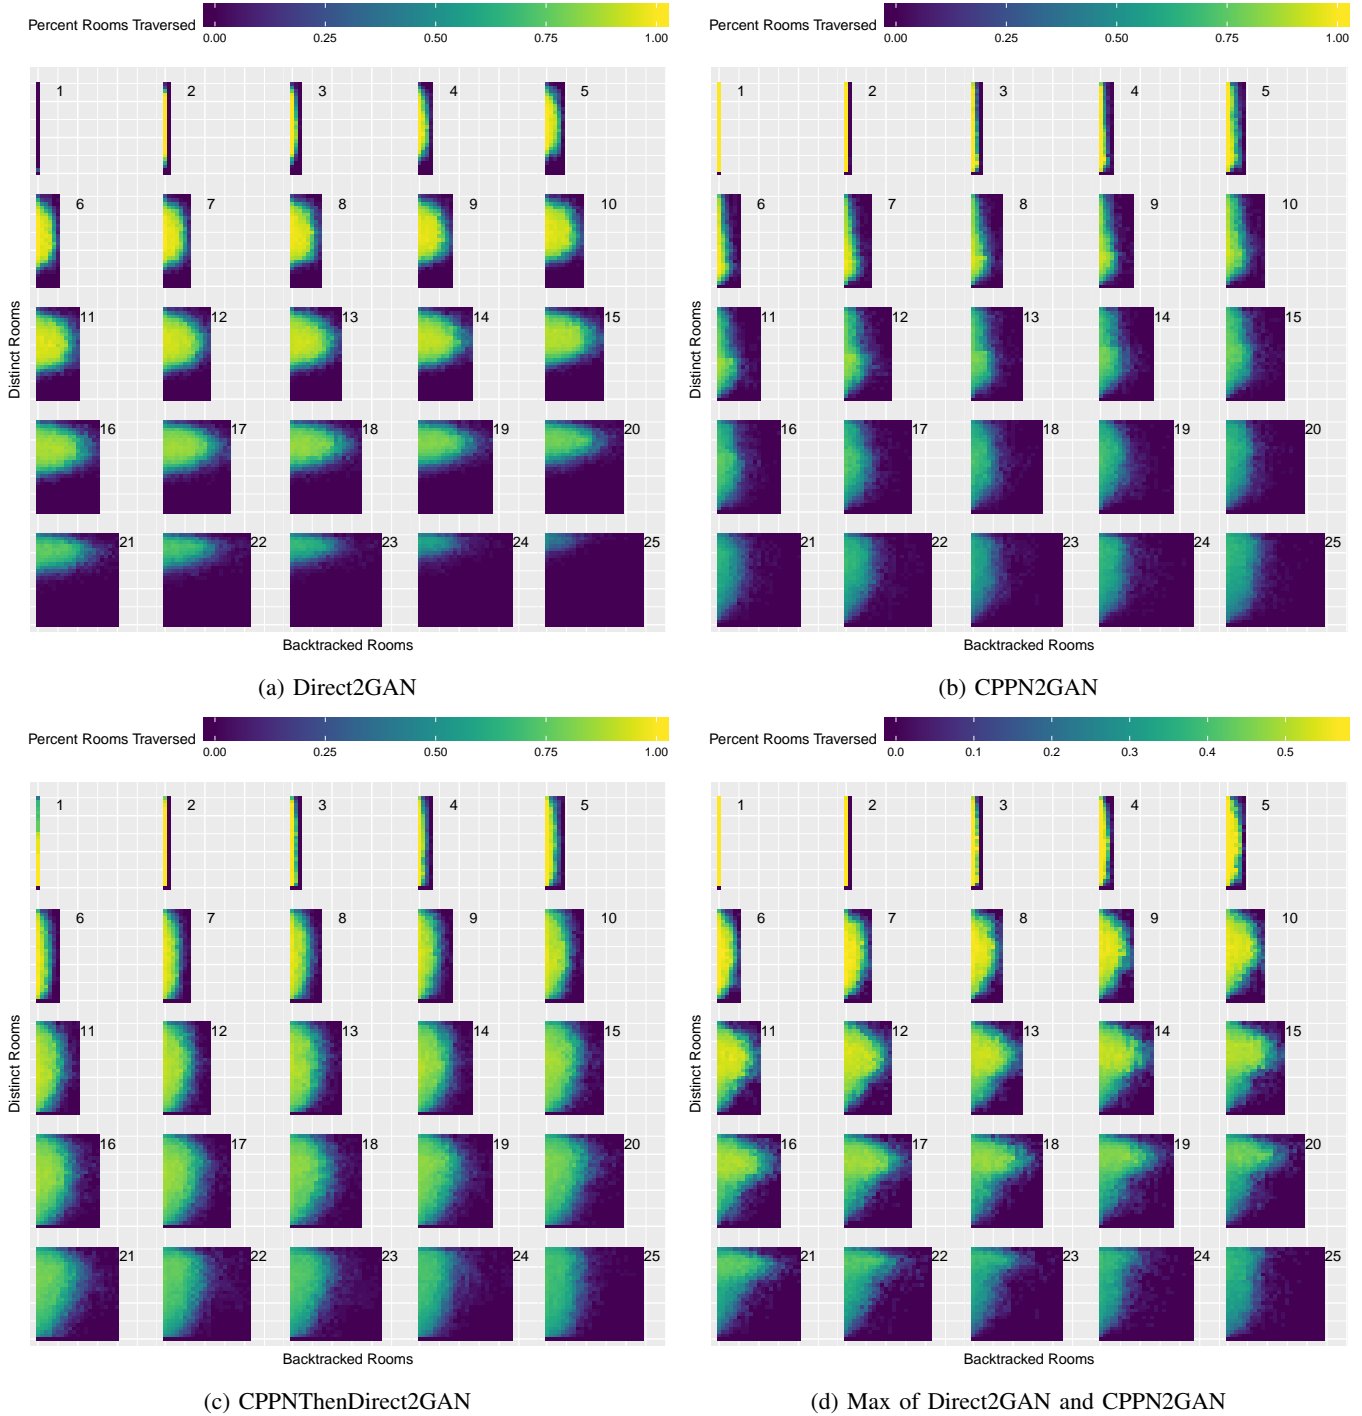 Percent Rooms Traversed
0.00 0.25 0.50 0.75 1.00
1 2 3 4 5
6 7 8 9 10
11 12 13 14 15
16 17 18 19 20
21 22 23 24 25
Distinct Rooms
Backtracked Rooms
(a) Direct2GAN
Percent Rooms Traversed
0.00 0.25 0.50 0.75 1.00
1 2 3 4 5
6 7 8 9 10
11 12 13 14 15
16 17 18 19 20
21 22 23 24 25
Distinct Rooms
Backtracked Rooms
(b) CPPN2GAN
Percent Rooms Traversed
0.00 0.25 0.50 0.75 1.00
1 2 3 4 5
6 7 8 9 10
11 12 13 14 15
16 17 18 19 20
21 22 23 24 25
Distinct Rooms
Backtracked Rooms
(c) CPPNThenDirect2GAN
Percent Rooms Traversed
0.0 0.1 0.2 0.3 0.4 0.5
1 2 3 4 5
6 7 8 9 10
11 12 13 14 15
16 17 18 19 20
21 22 23 24 25
Distinct Rooms
Backtracked Rooms
(d) Max of Direct2GAN and CPPN2GAN